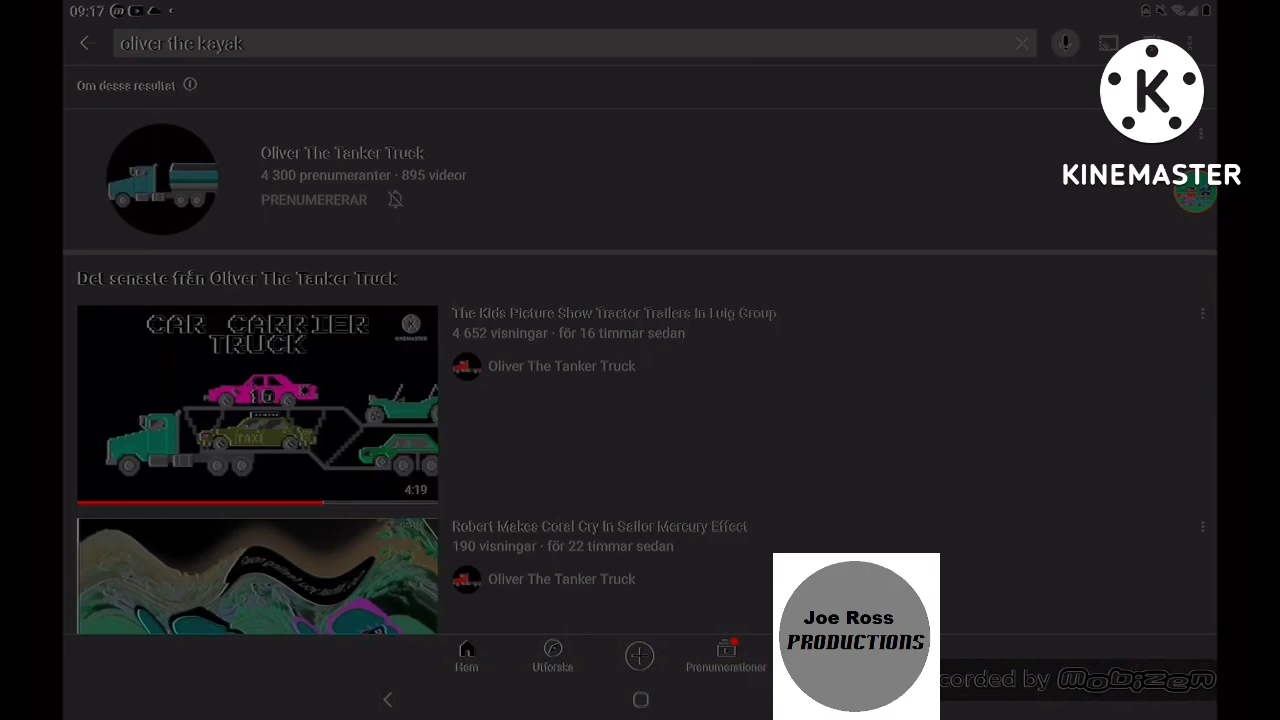 09:17
oliver the kayak
Om dessa resultat
K
KINEMASTER
Oliver The Tanker Truck
4 300 prenumeranter · 895 videor
PRENUMERERAR
Del senaste från Oliver The Tanker Truck
CAR CARRIER
TRUCK
KINEMASTER
10
TAXI
4:19
The Kids Picture Show Tractor Trailers In Luig Group
4 652 visningar · för 16 timmar sedan
Oliver The Tanker Truck
Robert Makes Coral Cry In Sailor Mercury Effect
190 visningar · för 22 timmar sedan
Oliver The Tanker Truck
Hem
Utforska
Prenumerationer
Joe Ross
PRODUCTIONS
corded by mobizen